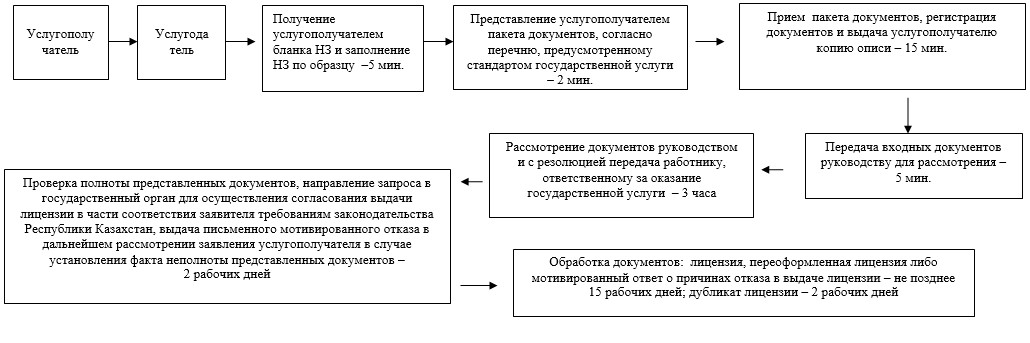 Услугополу
чатель
Услугода
тель
Получение
услугополучателем
бланка НЗ и заполнение
НЗ по образцу –5 мин.
Представление услугополучателем
пакета документов, согласно
перечню, предусмотренному
стандартом государственной услуги
– 2 мин.
Прием пакета документов, регистрация
документов и выдача услугополучателю
копию описи – 15 мин.
Передача входных документов
руководству для рассмотрения –
5 мин.
Рассмотрение документов руководством
и с резолюцией передача работнику,
ответственному за оказание
государственной услуги – 3 часа
Проверка полноты представленных документов, направление запроса в
государственный орган для осуществления согласования выдачи
лицензии в части соответствия заявителя требованиям законодательства
Республики Казахстан, выдача письменного мотивированного отказа в
дальнейшем рассмотрении заявления услугополучателя в случае
установления факта неполноты представленных документов –
2 рабочих дней
Обработка документов: лицензия, переоформленная лицензия либо
мотивированный ответ о причинах отказа в выдаче лицензии – не позднее
15 рабочих дней; дубликат лицензии – 2 рабочих дней